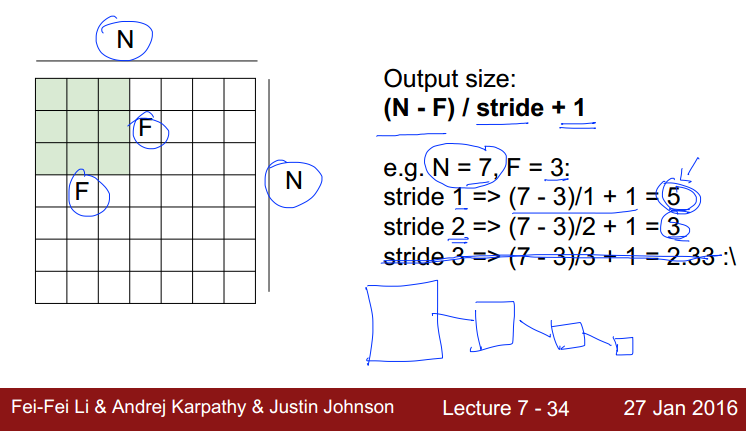 N
F
F
N
Output size:
(N - F) / stride + 1
e.g. N = 7, F = 3:
stride 1 => (7 - 3)/1 + 1 = 5
stride 2 => (7 - 3)/2 + 1 = 3
stride 3 => (7 - 3)/3 + 1 = 2.33 :\
Fei-Fei Li & Andrej Karpathy & Justin Johnson
Lecture 7 - 34
27 Jan 2016